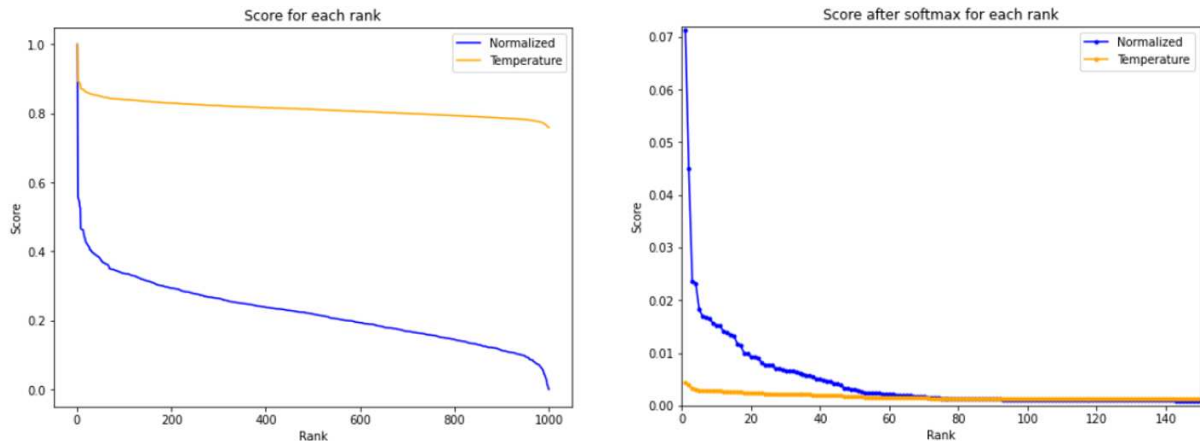 Score for each rank
Normalized
Temperature
1.0
0.8
0.6
0.4
0.2
0.0
Score
0
200
400
600
800
1000
Rank
Score after softmax for each rank
Normalized
Temperature
0.07
0.06
0.05
0.04
0.03
0.02
0.01
0.00
Score
0
20
40
60
80
100
120
140
Rank